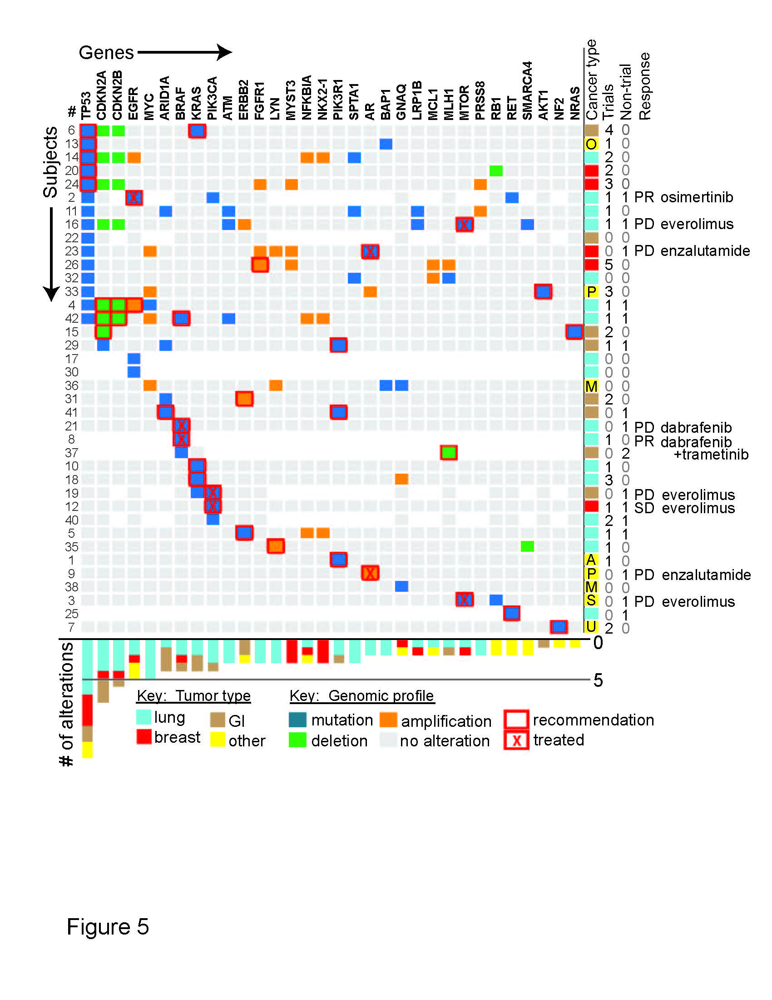 Genes
Subjects
# TP53 CDKN2A CDKN2B EGFR MYC ARID1A BRAF KRAS PIK3CA ATM ERBB2 FGFR1 LYN MYST3 NFKBIA NKX2-1 PIK3R1 SPTA1 AR BAP1 GNAQ LRP1B MCL1 MLH1 MTOR PRSS8 RB1 RET SMARCA4 AKT1 NF2 NRAS Cancer type Trials Non-trial Response
6 4 0
13 O 1 0
14 2 0
20 2 0
24 3 0
2 X 1 1 PR osimertinib
11 1 0
16 X 1 1 PD everolimus
22 0 0
23 X 0 1 PD enzalutamide
26 5 0
32 0 0
33 P 3 0
4 1 1
42 1 1
15 2 0
29 1 1
17 0 0
30 0 0
36 M 0 0
31 2 0
41 0 1
21 X 0 1 PD dabrafenib
8 X 1 0 PR dabrafenib
37 0 2 +trametinib
10 1 0
18 3 0
19 X 0 1 PD everolimus
12 X 1 1 SD everolimus
40 2 1
5 1 1
35 1 0
1 A 1 0
9 X P 0 1 PD enzalutamide
38 M 0 0
3 X S 0 1 PD everolimus
25 0 1
7 U 2 0
# of alterations
0
5
Key: Tumor type
lung GI
breast other
Key: Genomic profile
mutation amplification recommendation
deletion no alteration X treated
Figure 5